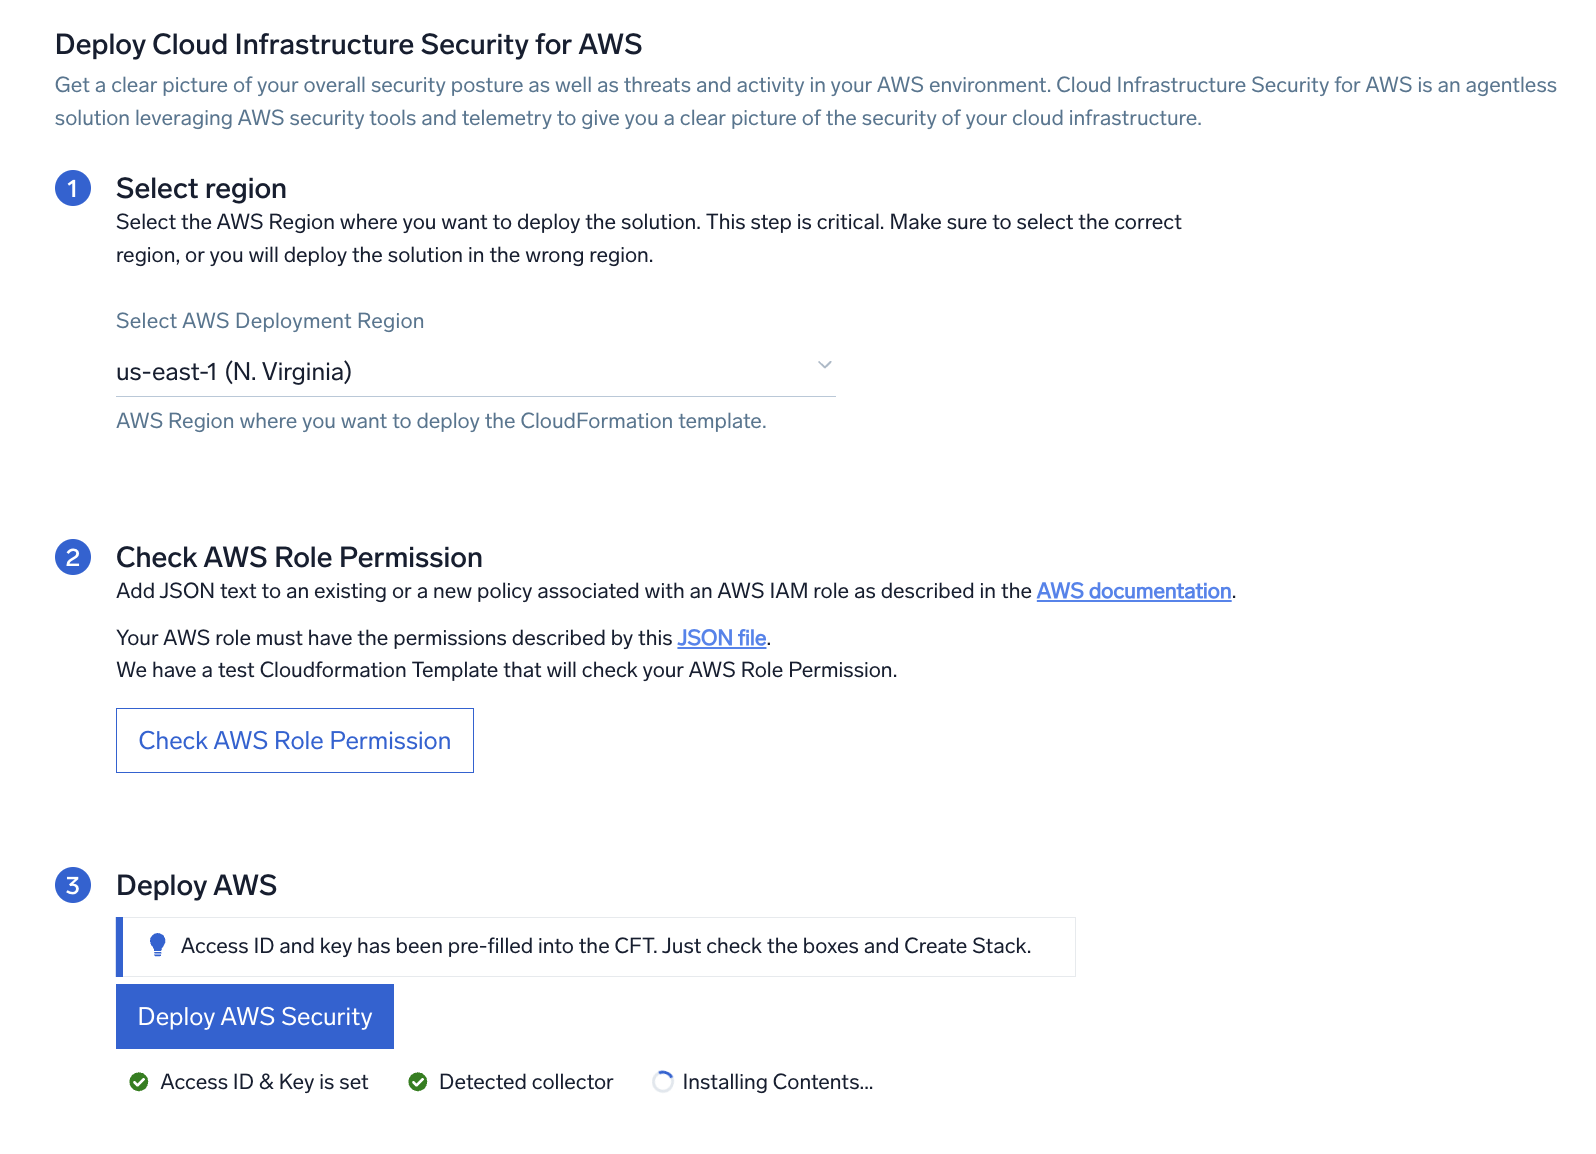 Deploy Cloud Infrastructure Security for AWS
Get a clear picture of your overall security posture as well as threats and activity in your AWS environment. Cloud Infrastructure Security for AWS is an agentless
solution leveraging AWS security tools and telemetry to give you a clear picture of the security of your cloud infrastructure.
1 Select region
Select the AWS Region where you want to deploy the solution. This step is critical. Make sure to select the correct
region, or you will deploy the solution in the wrong region.
Select AWS Deployment Region
us-east-1 (N. Virginia)
AWS Region where you want to deploy the CloudFormation template.
2 Check AWS Role Permission
Add JSON text to an existing or a new policy associated with an AWS IAM role as described in the AWS documentation.
Your AWS role must have the permissions described by this JSON file.
We have a test Cloudformation Template that will check your AWS Role Permission.
Check AWS Role Permission
3 Deploy AWS
Access ID and key has been pre-filled into the CFT. Just check the boxes and Create Stack.
Deploy AWS Security
Access ID & Key is set Detected collector Installing Contents...